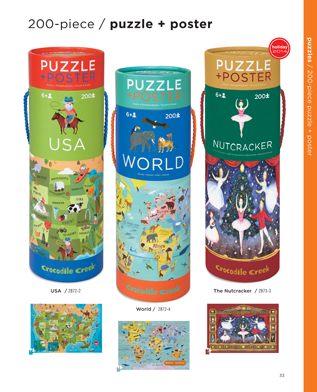 200-piece / puzzle + poster
puzzles / 200-piece puzzle + poster
holiday
2014
PUZZLE
+POSTER
6+ 200
USA
Crocodile Creek
PUZZLE
+POSTER
6+ 200
WORLD
Crocodile Creek
PUZZLE
+POSTER
6+ 200
NUTCRACKER
Crocodile Creek
USA / 2872-2
World / 2872-4
The Nutcracker / 2873-3
33